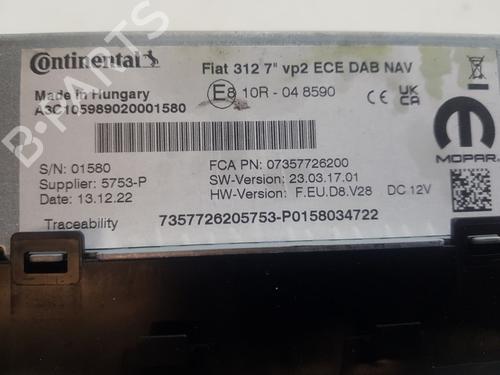 Continental Fiat 312 7" vp2 ECE DAB NAV
Made in Hungary E8 10R - 04 8590 CE UK CA
A3C105989020001580
MOPAR
S/N: 01580 FCA PN: 07357726200
Supplier: 5753-P SW-Version: 23.03.17.01
Date: 13.12.22 HW-Version: F.EU.D8.V28 DC 12V
Traceability 7357726205753-P0158034722
B-PARTS